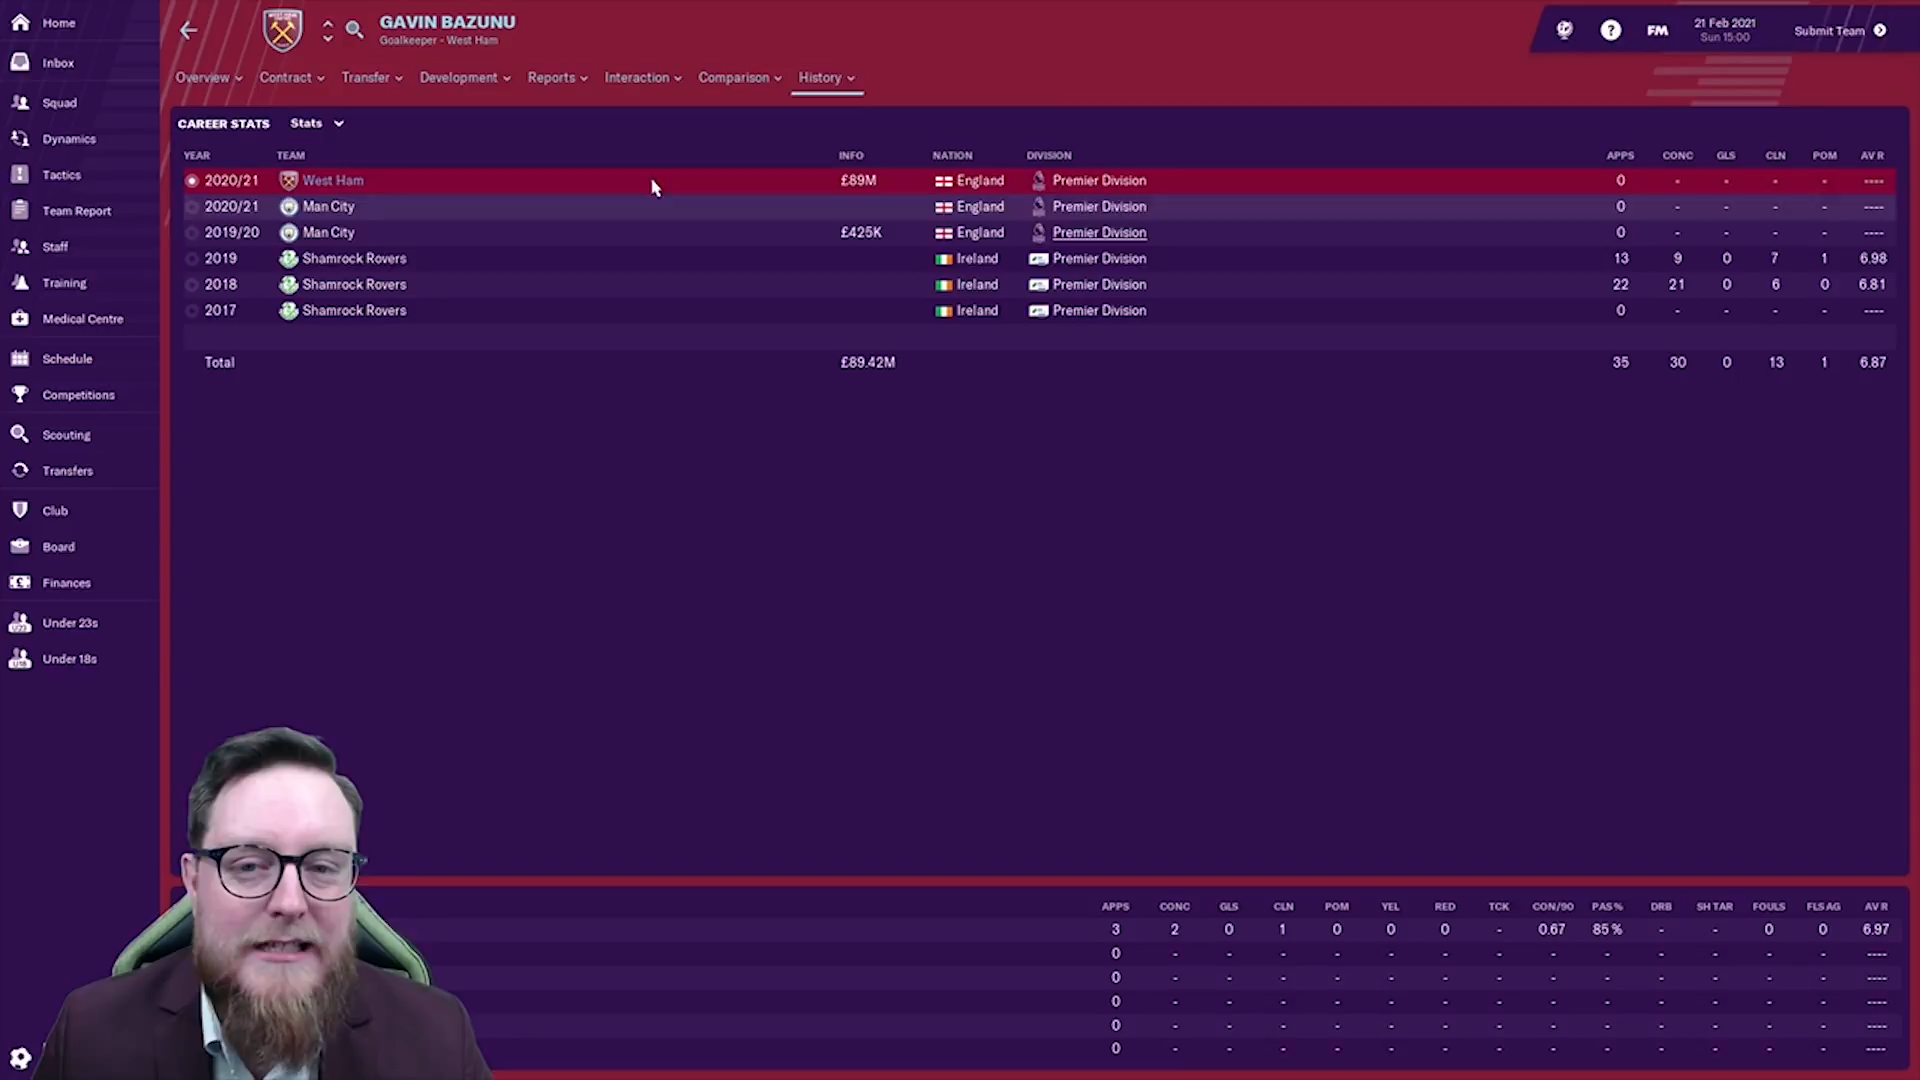 Home
Inbox
Squad
Dynamics
Tactics
Team Report
Staff
Training
Medical Centre
Schedule
Competitions
Scouting
Transfers
Club
Board
Finances
Under 23s
Under 18s
GAVIN BAZUNU
Goalkeeper - West Ham
FM
21 Feb 2021
Sun 15:00
Submit Team
Overview Contract Transfer Development Reports Interaction Comparison History
CAREER STATS Stats
YEAR TEAM INFO NATION DIVISION APPS CONC GLS CLN POM AV R
2020/21 West Ham £89M England Premier Division 0 - - - - ----
2020/21 Man City England Premier Division 0 - - - - ----
2019/20 Man City £425K England Premier Division 0 - - - - ----
2019 Shamrock Rovers Ireland Premier Division 13 9 0 7 1 6.98
2018 Shamrock Rovers Ireland Premier Division 22 21 0 6 0 6.81
2017 Shamrock Rovers Ireland Premier Division 0 - - - - ----
Total £89.42M 35 30 0 13 1 6.87
APPS CONC GLS CLN POM YEL RED TCK CON/90 PAS % DRB SH TAR FOULS FLS AG AV R
3 2 0 1 0 0 0 - 0.67 85 % - - 0 0 6.97
0 - - - - - - - - - - - - - ----
0 - - - - - - - - - - - - - ----
0 - - - - - - - - - - - - - ----
0 - - - - - - - - - - - - - ----
0 - - - - - - - - - - - - - ----